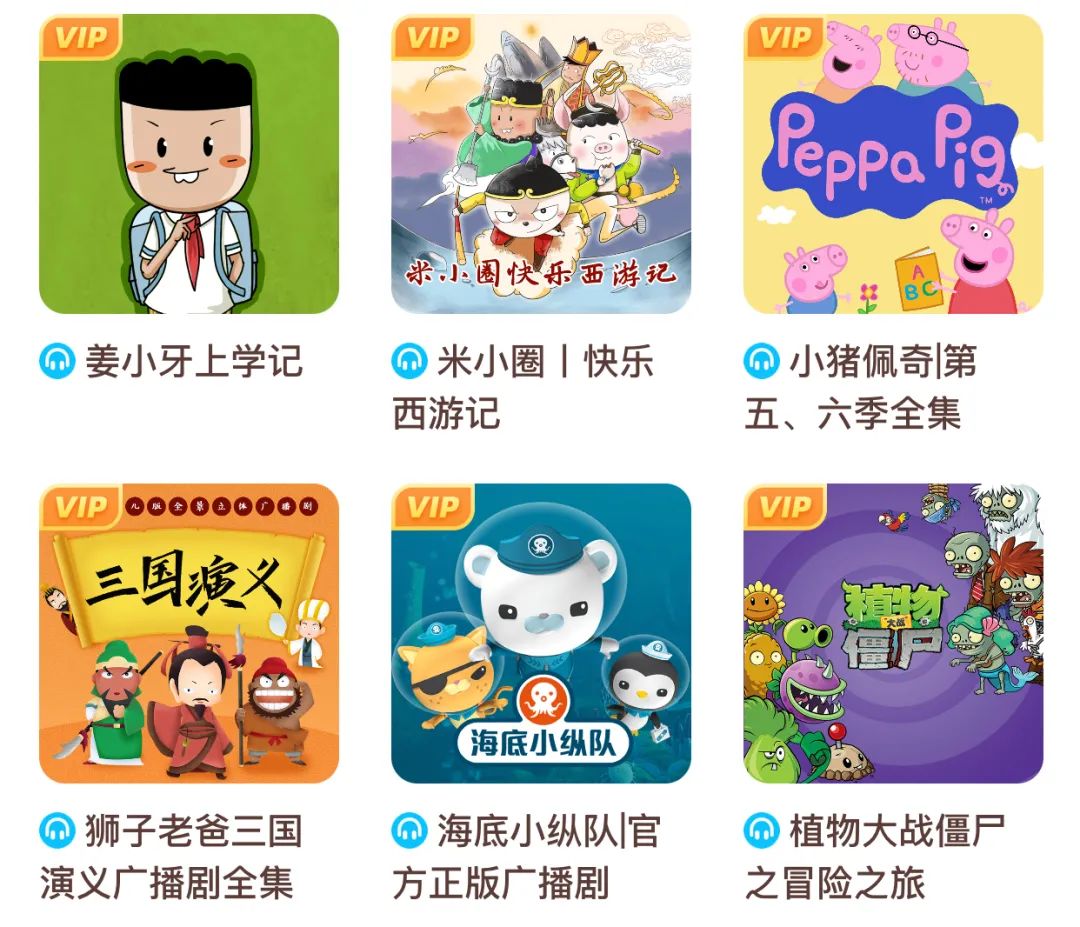 VIP
VIP
VIP
米小圈快乐西游记
Peppa Pig
TM
A
BC
姜小牙上学记
米小圈丨快乐
西游记
小猪佩奇|第
五、六季全集
VIP
儿版全景立体广播剧
三国演义
VIP
海底小纵队
VIP
植物
大战
僵尸
狮子老爸三国
演义广播剧全集
海底小纵队|官
方正版广播剧
植物大战僵尸
之冒险之旅